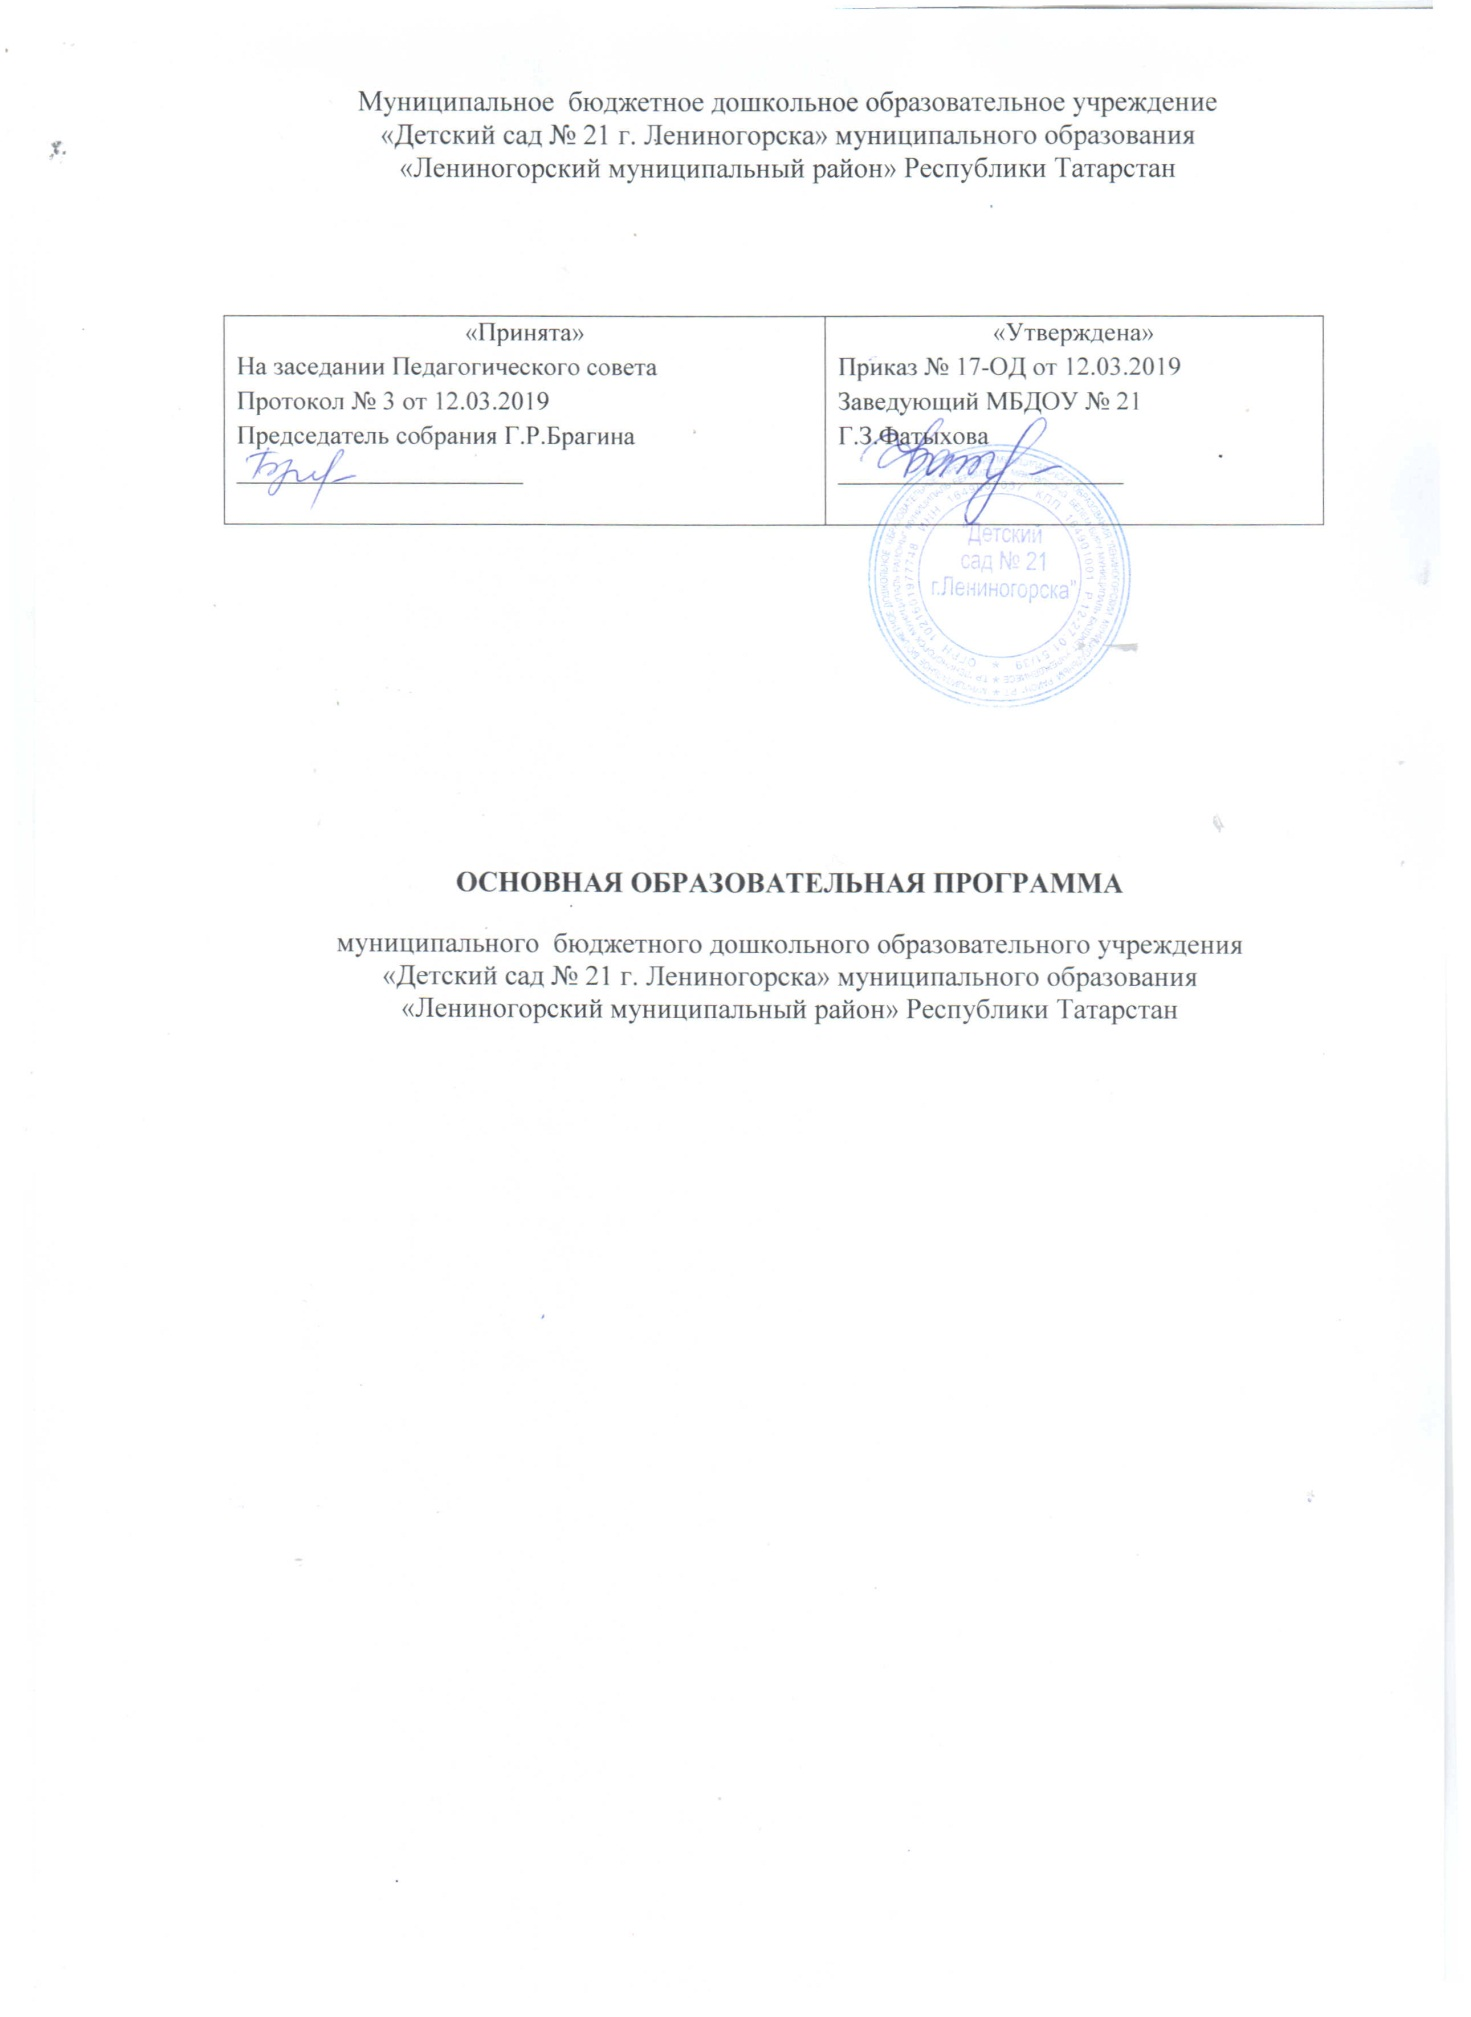 Муниципальное бюджетное дошкольное образовательное учреждение
«Детский сад № 21 г. Лениногорска» муниципального образования
«Лениногорский муниципальный район» Республики Татарстан
«Принята»
На заседании Педагогического совета
Протокол № 3 от 12.03.2019
Председатель собрания Г.Р.Брагина
«Утверждена»
Приказ № 17-ОД от 12.03.2019
Заведующий МБДОУ № 21
Г.З.Фатыхова
"Детский
сад № 21
г.Лениногорска"
ОСНОВНАЯ ОБРАЗОВАТЕЛЬНАЯ ПРОГРАММА
муниципального бюджетного дошкольного образовательного учреждения
«Детский сад № 21 г. Лениногорска» муниципального образования
«Лениногорский муниципальный район» Республики Татарстан